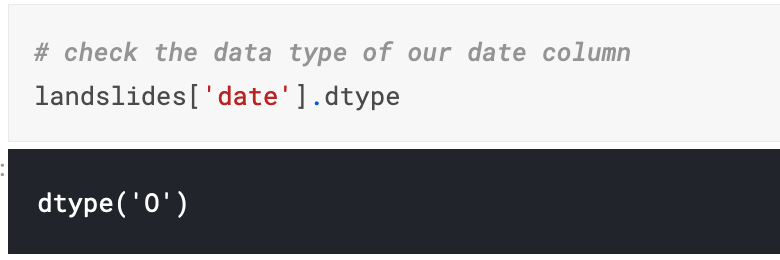 # check the data type of our date column
landslides['date'].dtype
:
dtype('O')